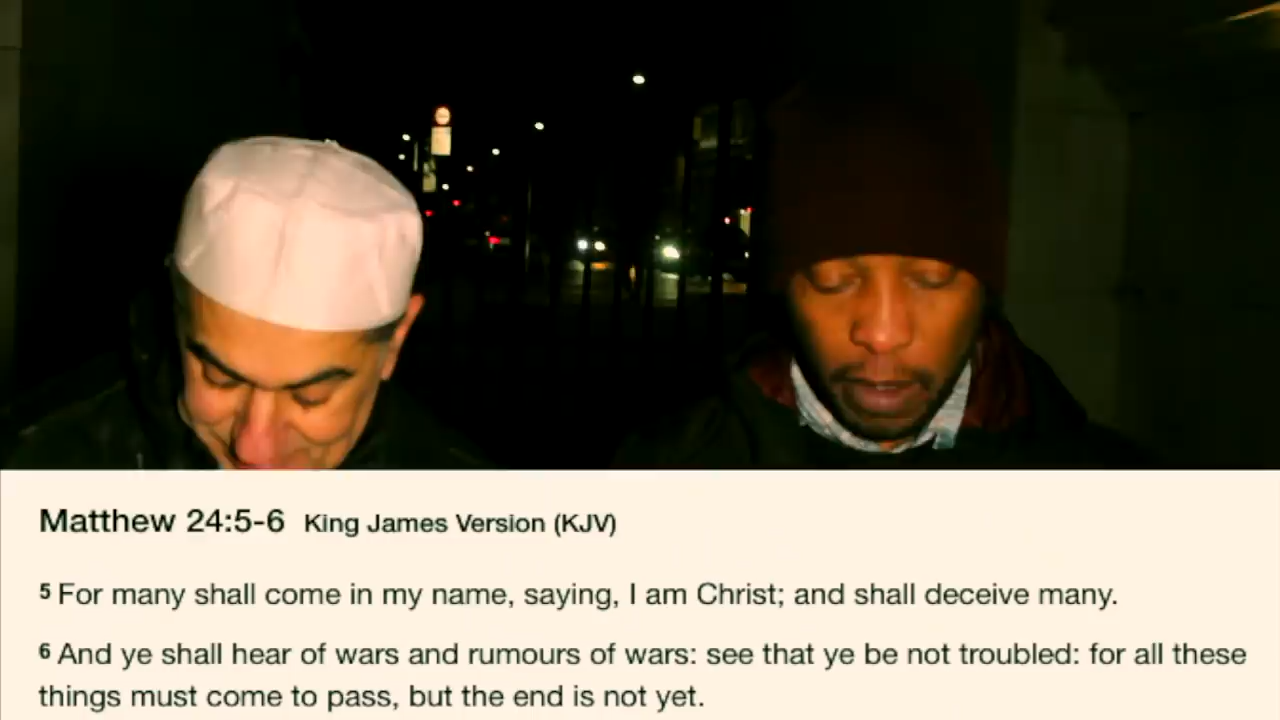 Matthew 24:5-6 King James Version (KJV)
5 For many shall come in my name, saying, I am Christ; and shall deceive many.
6 And ye shall hear of wars and rumours of wars: see that ye be not troubled: for all these
things must come to pass, but the end is not yet.